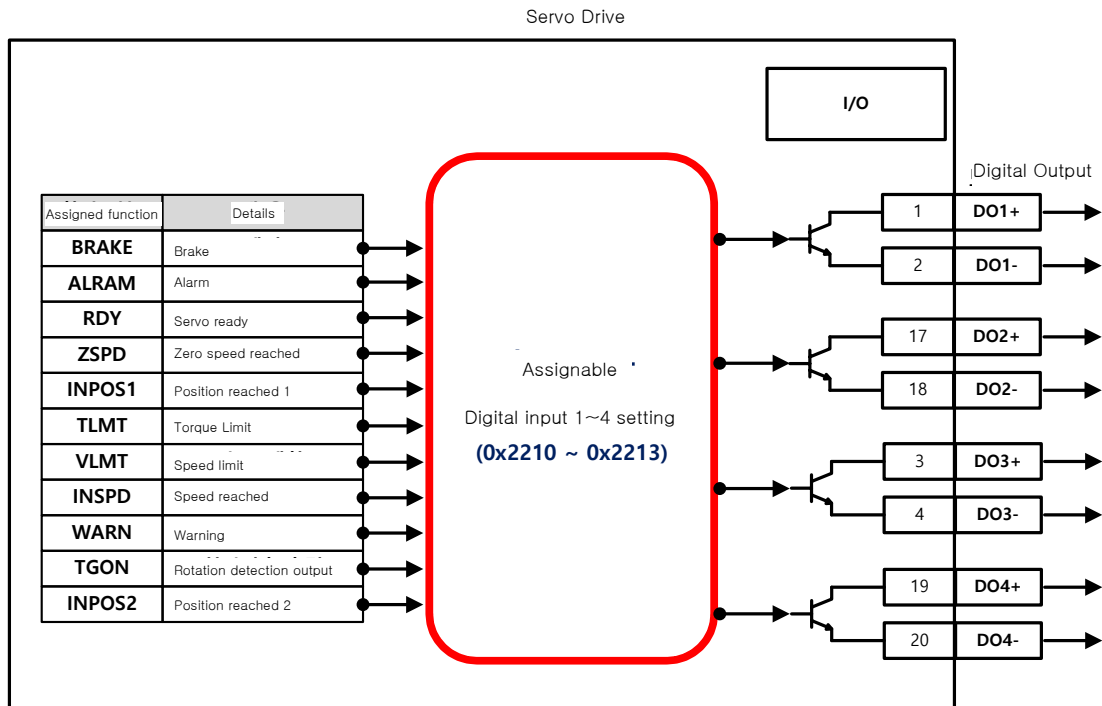 Servo Drive
I/O
Digital Output
Assigned function Details
BRAKE Brake
ALRAM Alarm
RDY Servo ready
ZSPD Zero speed reached
INPOS1 Position reached 1
TLMT Torque Limit
VLMT Speed limit
INSPD Speed reached
WARN Warning
TGON Rotation detection output
INPOS2 Position reached 2
Assignable
Digital input 1~4 setting
(0x2210 ~ 0x2213)
1 DO1+
2 DO1-
17 DO2+
18 DO2-
3 DO3+
4 DO3-
19 DO4+
20 DO4-